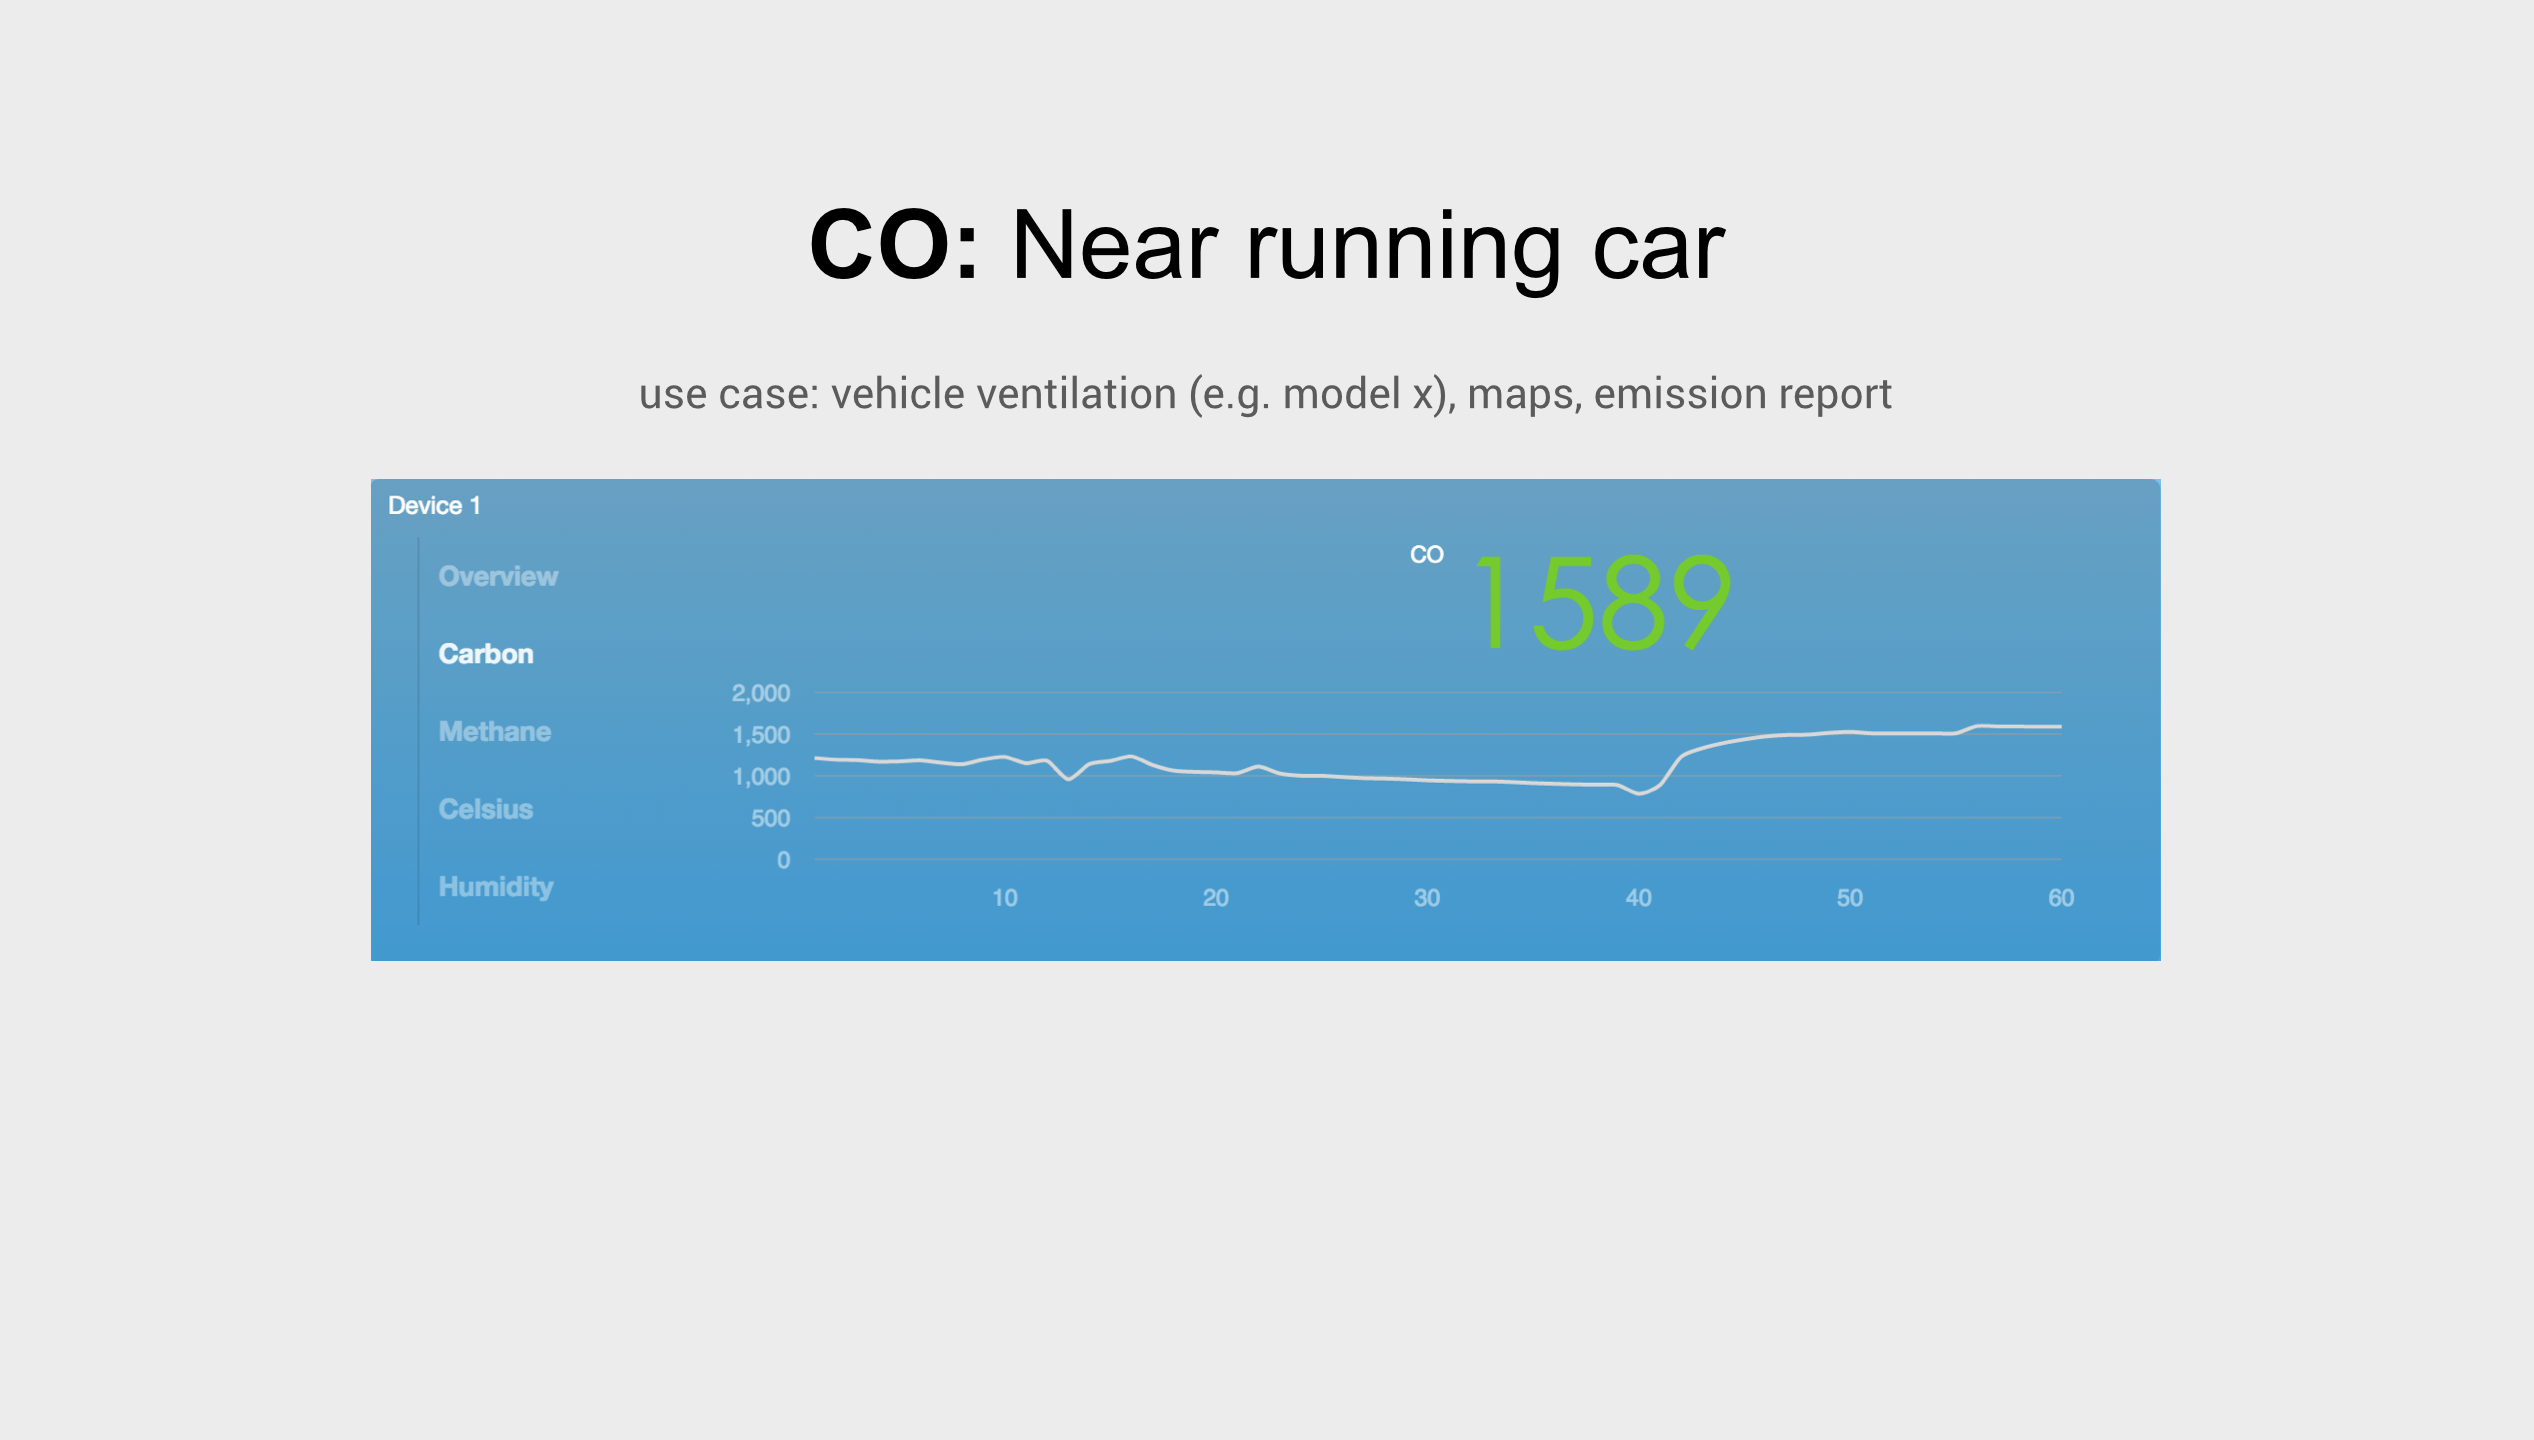 CO: Near running car
use case: vehicle ventilation (e.g. model x), maps, emission report
Device 1
Overview
Carbon
Methane
Celsius
Humidity
CO 1589
2,000
1,500
1,000
500
0
10 20 30 40 50 60